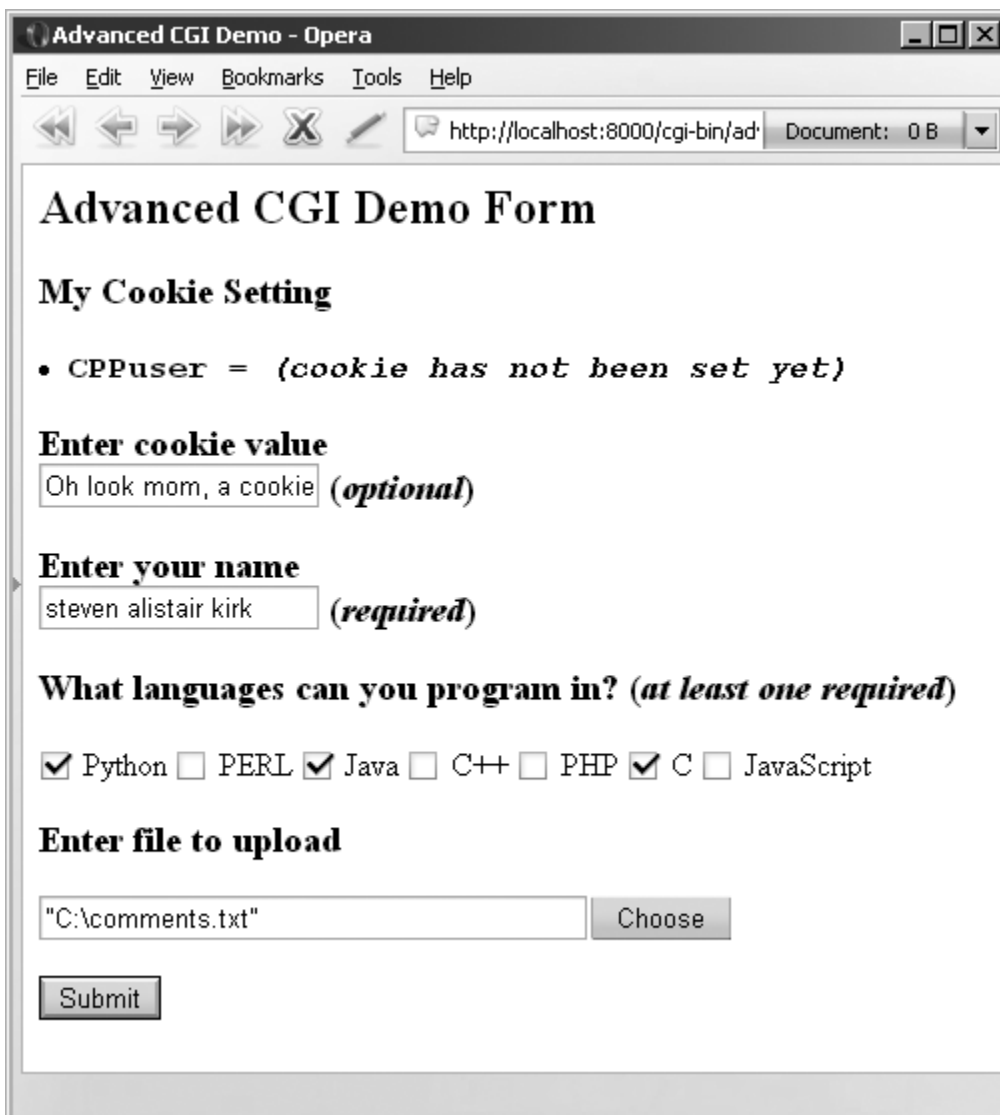 Advanced CGI Demo - Opera
File Edit View Bookmarks Tools Help
http://localhost:8000/cgi-bin/ad Document: 0 B
Advanced CGI Demo Form
My Cookie Setting
• CPPuser = (cookie has not been set yet)
Enter cookie value
Oh look mom, a cookie (optional)
Enter your name
steven alistair kirk (required)
What languages can you program in? (at least one required)
Python PERL Java C++ PHP C JavaScript
Enter file to upload
"C:\comments.txt" Choose
Submit